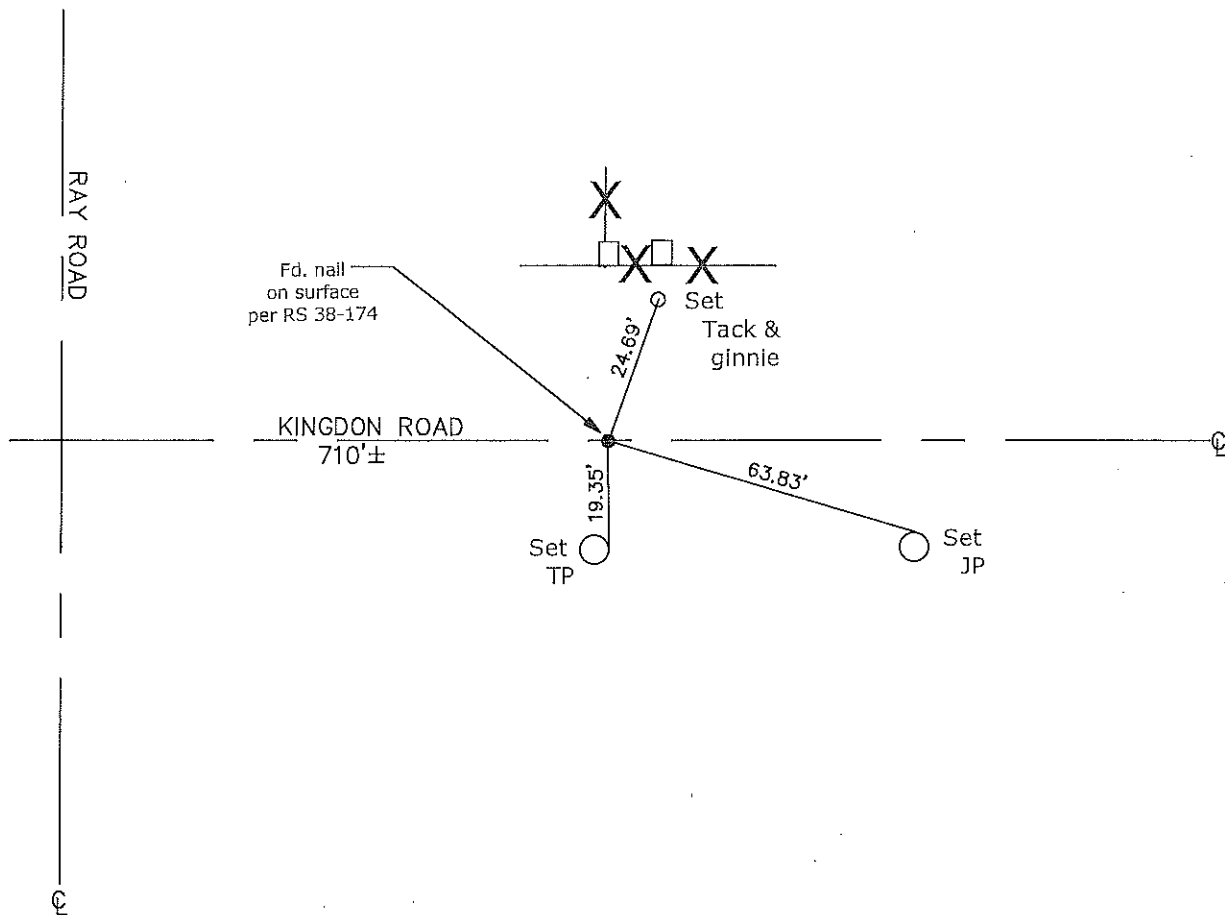 RAY ROAD
Fd. nail
on surface
per RS 38-174
Set
Tack &
ginnie
24.69'
KINGDON ROAD
710'±
℄
63.83'
19.35'
Set
TP
Set
JP
℄